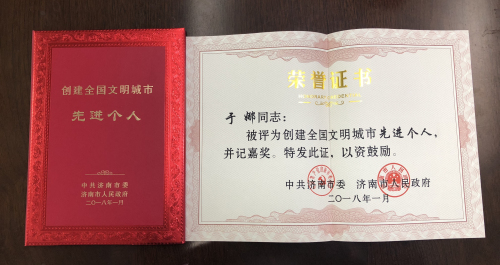 创建全国文明城市
先进个人
中共济南市委
济南市人民政府
二〇一八年一月
荣誉证书
于娜同志：
被评为创建全国文明城市先进个人，
并记嘉奖。特发此证，以资鼓励。
中共济南市委 济南市人民政府
二〇一八年一月